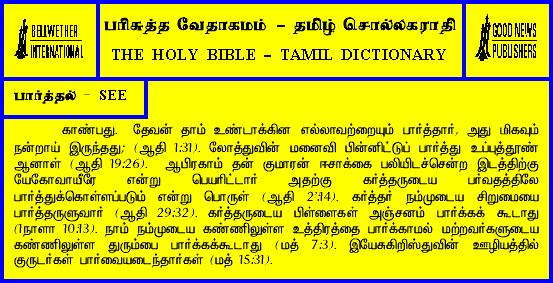 BELLWETHER
INTERNATIONAL
பரிசுத்த வேதாகமம் – தமிழ் சொல்லகராதி
THE HOLY BIBLE – TAMIL DICTIONARY
GOOD NEWS
PUBLISHERS
பார்த்தல் - SEE
காண்பது. தேவன் தாம் உண்டாக்கின எல்லாவற்றையும் பார்த்தார், அது மிகவும்
நன்றாய் இருந்தது; (ஆதி 1:31). லோத்துவின் மனைவி பின்னிட்டுப் பார்த்து உப்புத்தூண்
ஆனாள் (ஆதி 19:26). ஆபிரகாம் தன் குமாரன் ஈசாக்கை பலியிடச்சென்ற இடத்திற்கு
யேகோவாயீரே என்று பெயரிட்டார் அதற்கு கர்த்தருடைய பர்வதத்திலே
பார்த்துக்கொள்ளப்படும் என்று பொருள் (ஆதி 2:14). கர்த்தர் நம்முடைய சிறுமையை
பார்த்தருளுவார் (ஆதி 29:32). கர்த்தருடைய பிள்ளைகள் அஞ்சனம் பார்க்கக் கூடாது
(1நாளா 10:13). நாம் நம்முடைய கண்ணிலுள்ள உத்திரத்தை பார்க்காமல் மற்றவர்களுடைய
கண்ணிலுள்ள துரும்பை பார்க்கக்கூடாது (மத் 7:3). இயேசுகிறிஸ்துவின் ஊழியத்தில்
குருடர்கள் பார்வையடைந்தார்கள் (மத் 15:31).